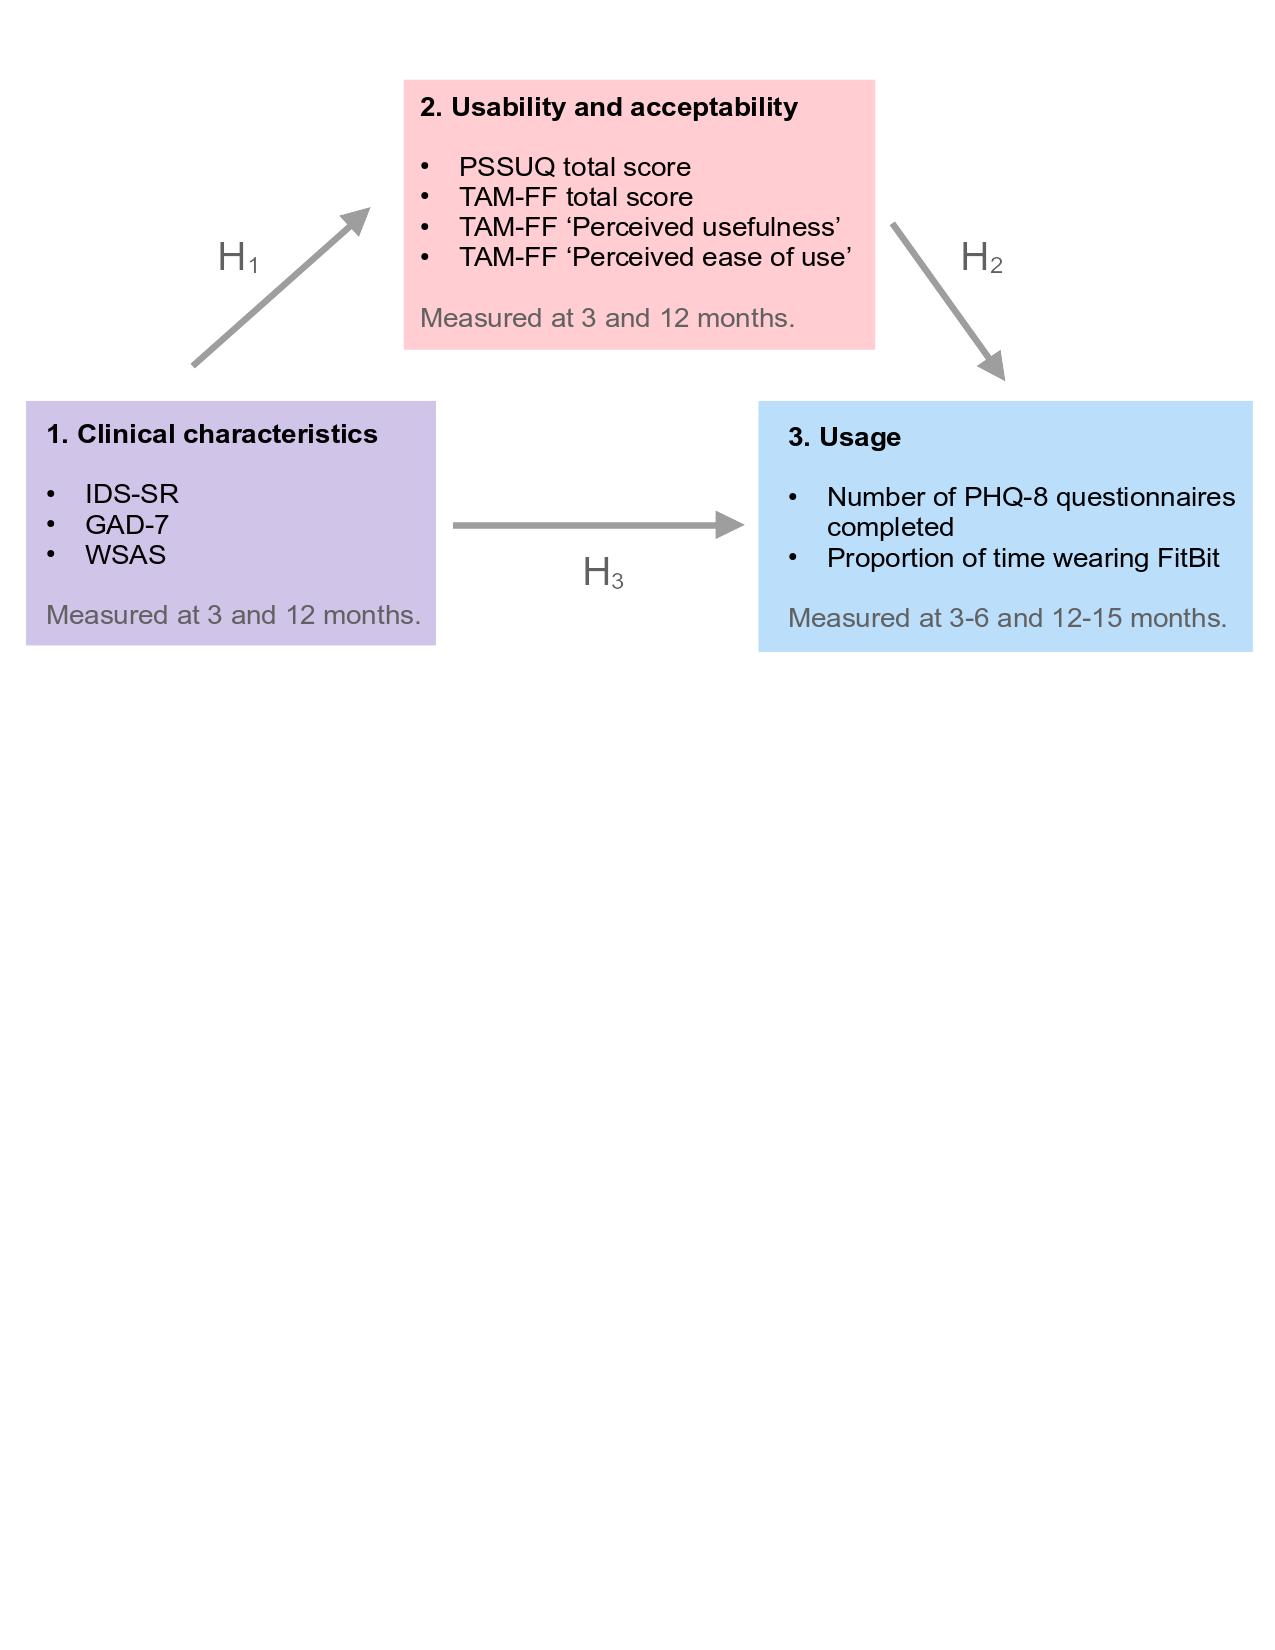 2. Usability and acceptability
• PSSUQ total score
• TAM-FF total score
• TAM-FF ‘Perceived usefulness’
• TAM-FF ‘Perceived ease of use’
Measured at 3 and 12 months.
H1
H2
1. Clinical characteristics
• IDS-SR
• GAD-7
• WSAS
Measured at 3 and 12 months.
H3
3. Usage
• Number of PHQ-8 questionnaires
completed
• Proportion of time wearing FitBit
Measured at 3-6 and 12-15 months.